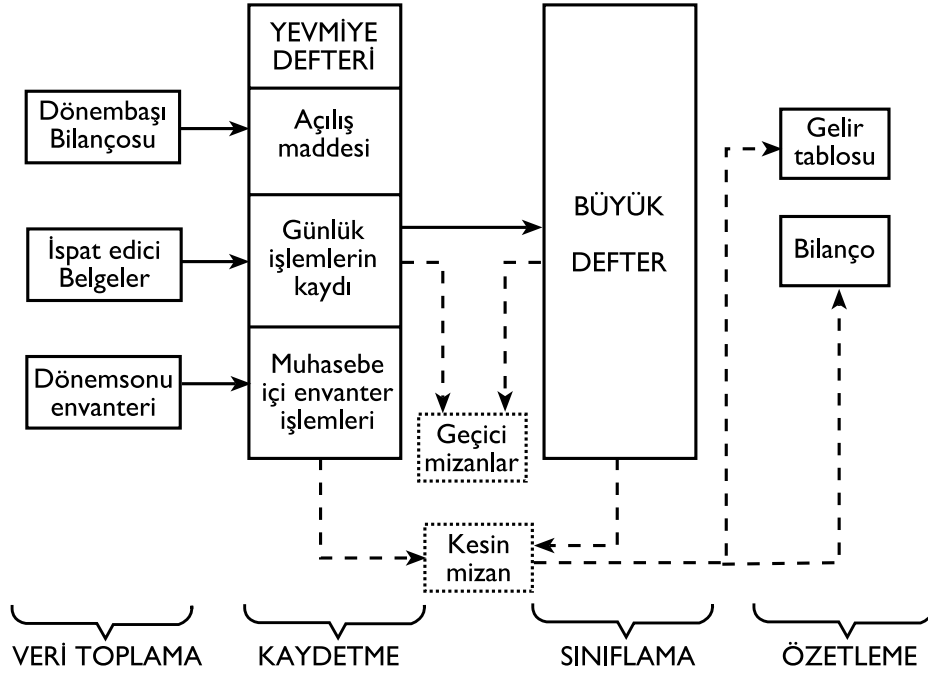 YEVMİYE
DEFTERİ
Dönembaşı
Bilançosu
Açılış
maddesi
İspat edici
Belgeler
Günlük
işlemlerin
kaydı
Dönemsonu
envanteri
Muhasebe
içi envanter
işlemleri
Geçici
mizanlar
Kesin
mizan
BÜYÜK
DEFTER
Gelir
tablosu
Bilanço
VERİ TOPLAMA
KAYDETME
SINIFLAMA
ÖZETLEME